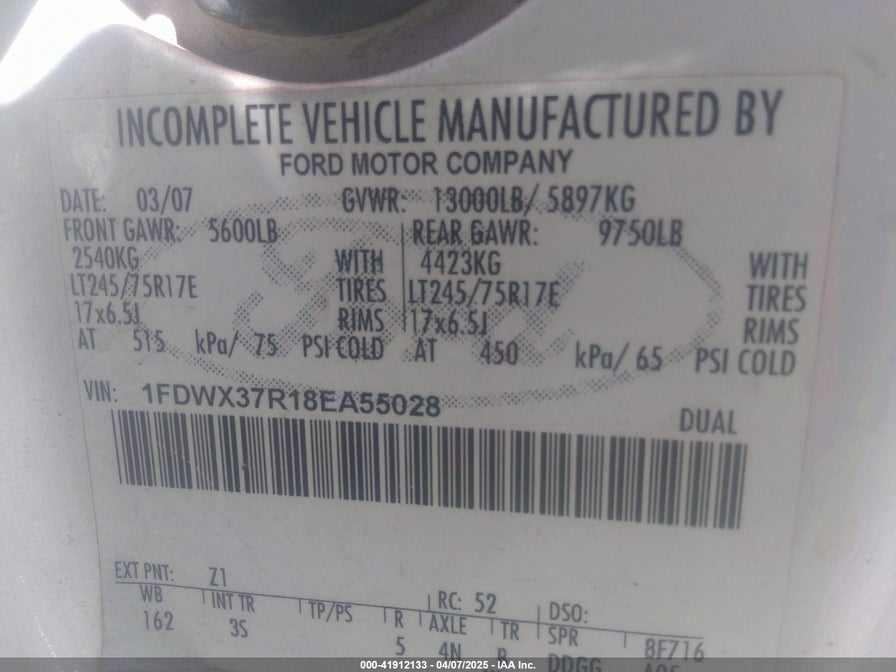 INCOMPLETE VEHICLE MANUFACTURED BY
FORD MOTOR COMPANY
DATE: 03/07 GVWR: 13000LB/ 5897KG
FRONT GAWR: 5600LB REAR GAWR: 9750LB
2540KG WITH 4423KG WITH
LT245/75R17E TIRES LT245/75R17E TIRES
17x6.5J RIMS 17x6.5J RIMS
AT 515 kPa/ 75 PSI COLD AT 450 kPa/ 65 PSI COLD
VIN: 1FDWX37R18EA55028
DUAL
EXT PNT: Z1 RC: 52 DSO:
WB INT TR TP/PS R AXLE TR SPR 8F716
162 3S 5 4N DDGG
000-41912133 - 04/07/2025 - IAA Inc.